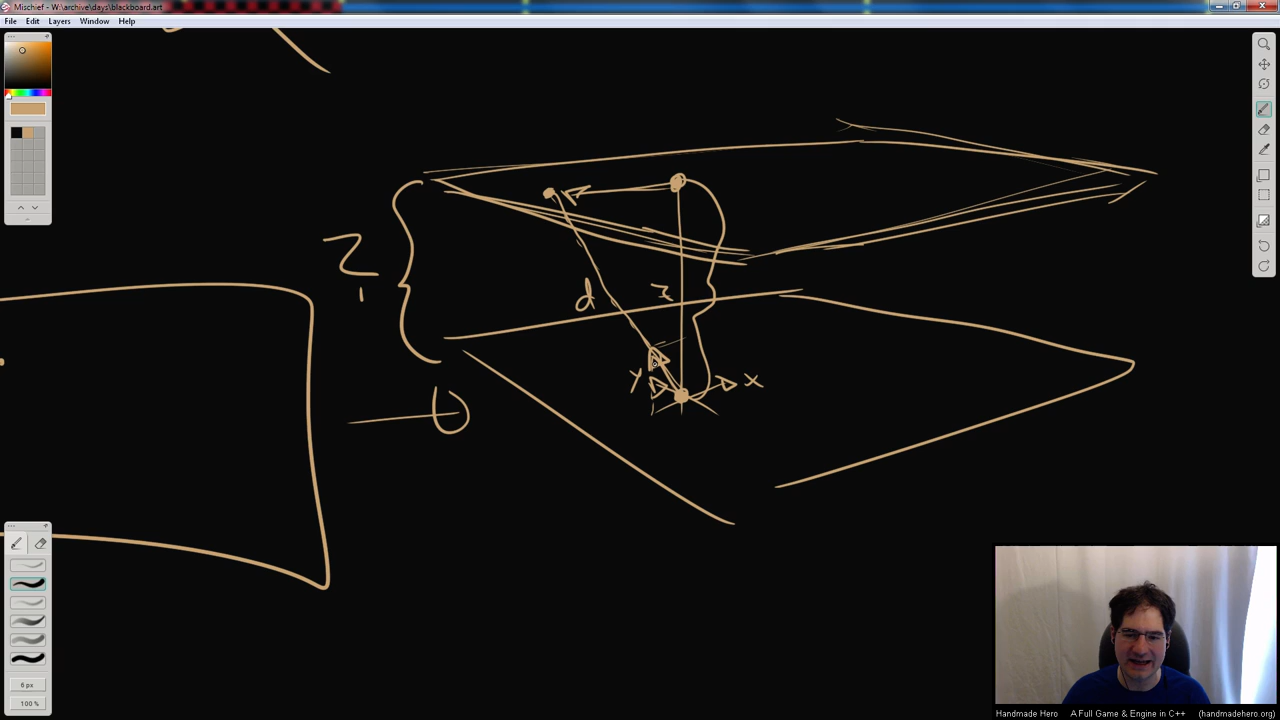 Mischief - W:\archive\days\blackboard.art
File Edit Layers Window Help
z
d
z
Y
X
6 px
100 %
Handmade Hero A Full Game & Engine in C++ (handmadehero.org)